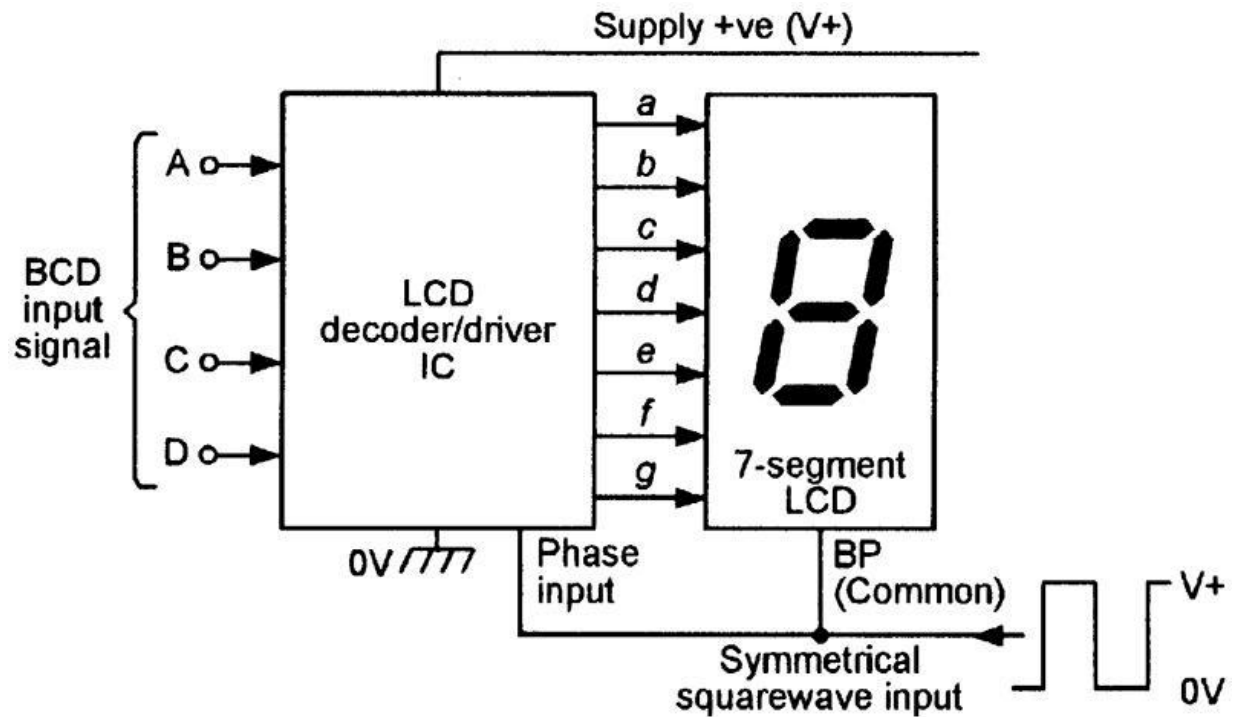 Supply +ve (V+)
a
A
b
B
c
BCD
input
signal
LCD
decoder/driver
IC
d
C
e
D
f
g
7-segment
LCD
0V
Phase
input
BP
(Common)
V+
Symmetrical
squarewave input
0V